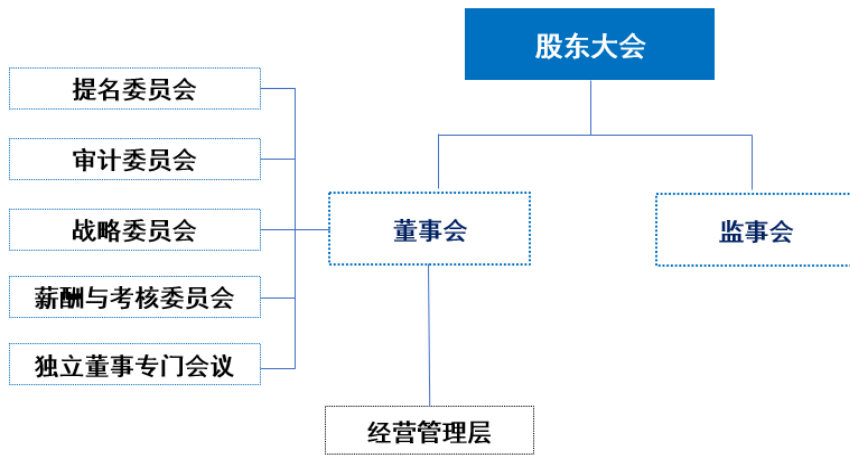 股东大会
提名委员会
审计委员会
战略委员会
薪酬与考核委员会
独立董事专门会议
董事会
监事会
经营管理层